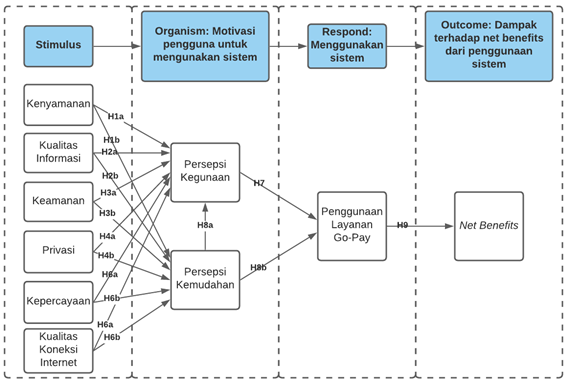 Stimulus
Organism: Motivasi
pengguna untuk
mengunakan sistem
Respond:
Menggunakan
sistem
Outcome: Dampak
terhadap net benefits
dari penggunaan
sistem
Kenyamanan
Kualitas
Informasi
Keamanan
Privasi
Kepercayaan
Kualitas
Koneksi
Internet
H1a
H1b
H2a
H2b
H3a
H3b
H4a
H4b
H6a
H6b
H6a
H6b
Persepsi
Kegunaan
H8a
Persepsi
Kemudahan
H7
H8b
Penggunaan
Layanan
Go-Pay
H9
Net Benefits